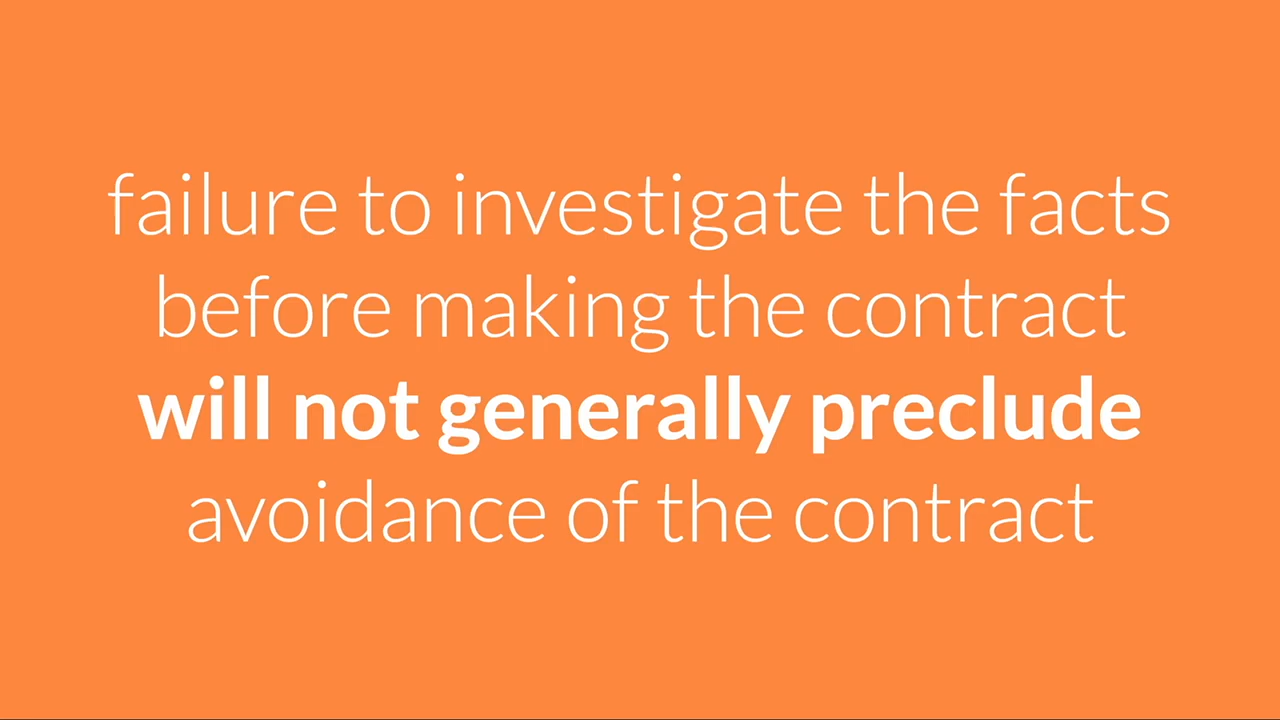 failure to investigate the facts
before making the contract
will not generally preclude
avoidance of the contract